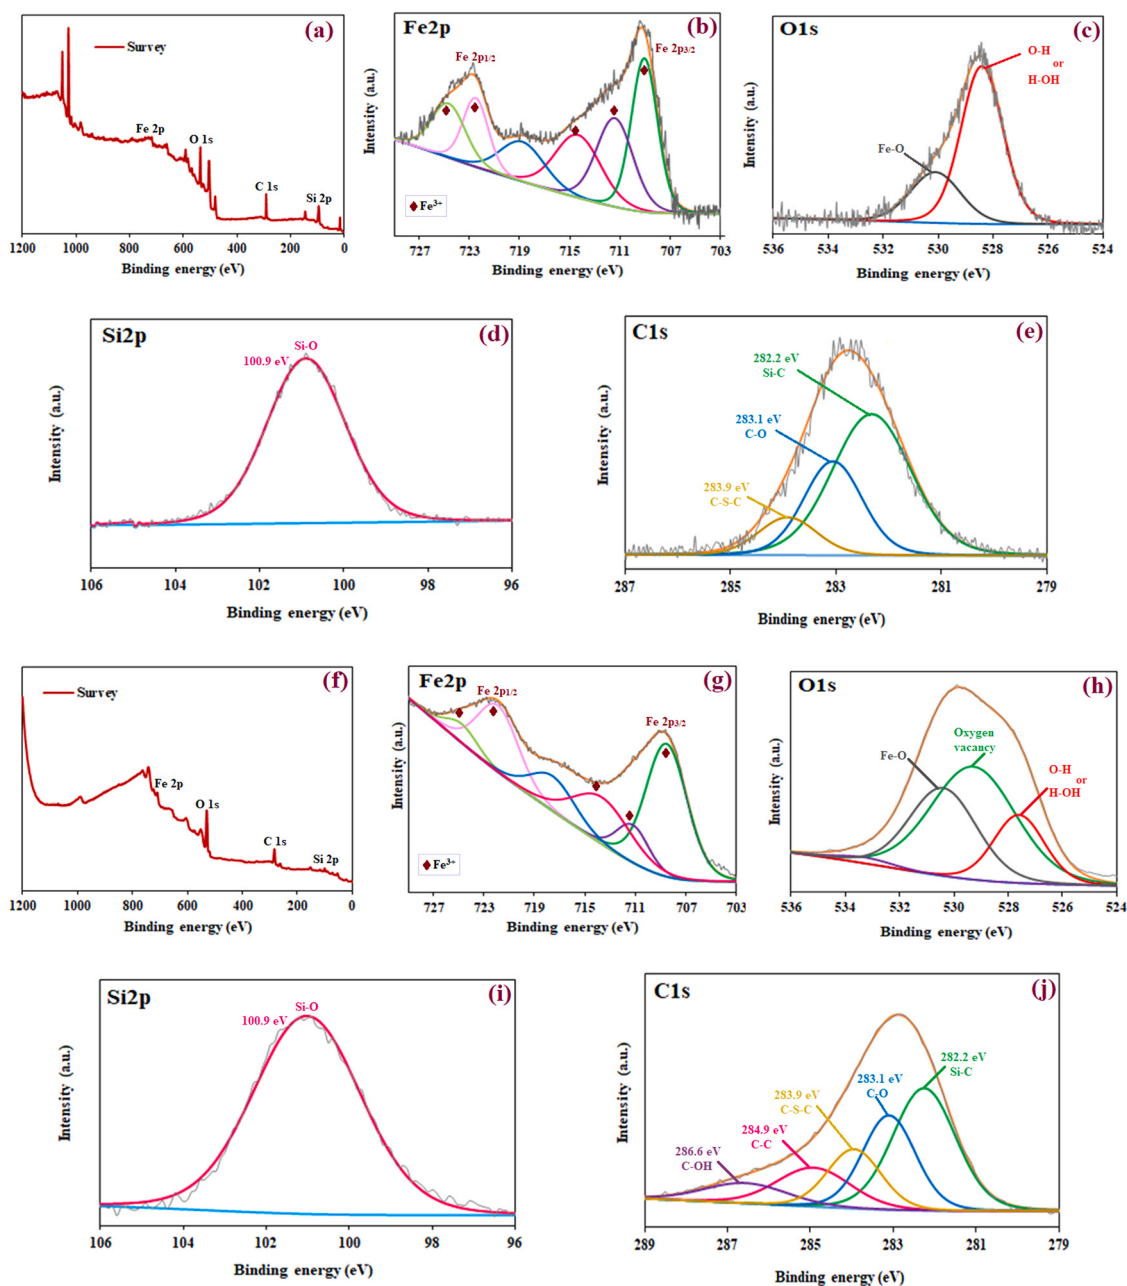 (a)
Survey
Fe 2p
O 1s
C 1s
Si 2p
Intensity (a.u.)
1200 1000 800 600 400 200 0
Binding energy (eV)
Fe2p
(b)
Fe 2p1/2
Fe 2p3/2
Fe³⁺
Intensity (a.u.)
727 723 719 715 711 707 703
Binding energy (eV)
O1s
(c)
O-H
or
H-OH
Fe-O
Intensity (a.u.)
536 534 532 530 528 526 524
Binding energy (eV)
Si2p
(d)
Si-O
100.9 eV
Intensity (a.u.)
106 104 102 100 98 96
Binding energy (eV)
C1s
(e)
282.2 eV
Si-C
283.1 eV
C-O
283.9 eV
C-S-C
Intensity (a.u.)
287 285 283 281 279
Binding energy (eV)
(f)
Survey
Fe 2p
O 1s
C 1s
Si 2p
Intensity (a.u.)
1200 1000 800 600 400 200 0
Binding energy (eV)
Fe2p
(g)
Fe 2p1/2
Fe 2p3/2
Fe³⁺
Intensity (a.u.)
727 723 719 715 711 707 703
Binding energy (eV)
O1s
(h)
Oxygen
vacancy
Fe-O
O-H
or
H-OH
Intensity (a.u.)
536 534 532 530 528 526 524
Binding energy (eV)
Si2p
(i)
Si-O
100.9 eV
Intensity (a.u.)
106 104 102 100 98 96
Binding energy (eV)
C1s
(j)
282.2 eV
Si-C
283.1 eV
C-O
283.9 eV
C-S-C
284.9 eV
C-C
286.6 eV
C-OH
Intensity (a.u.)
289 287 285 283 281 279
Binding energy (eV)